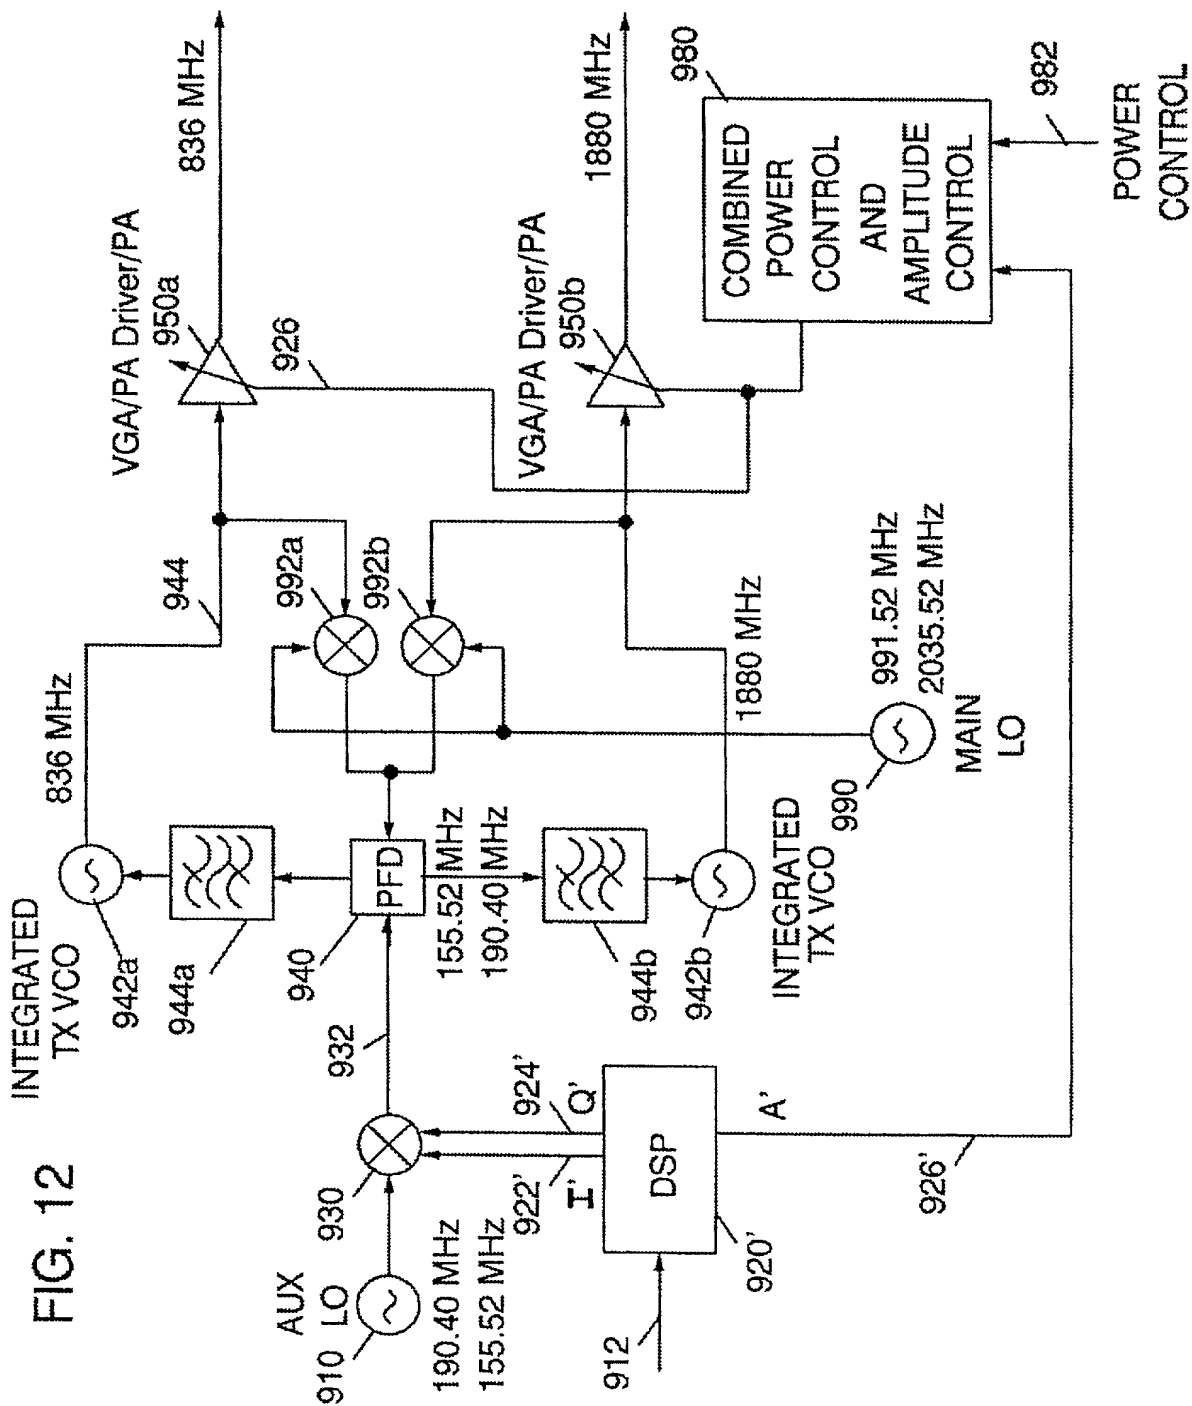 FIG. 12
INTEGRATED
TX VCO
942a
836 MHz
944
944a
VGA/PA Driver/PA
950a
836 MHz
926
AUX
LO
910
190.40 MHz
155.52 MHz
930
932
940
PFD
155.52 MHz
190.40 MHz
992a
992b
922'
I'
924'
Q'
912
DSP
920'
A'
926'
944b
942b
INTEGRATED
TX VCO
1880 MHz
990
MAIN
LO
991.52 MHz
2035.52 MHz
VGA/PA Driver/PA
950b
1880 MHz
980
COMBINED
POWER
CONTROL
AND
AMPLITUDE
CONTROL
982
POWER
CONTROL